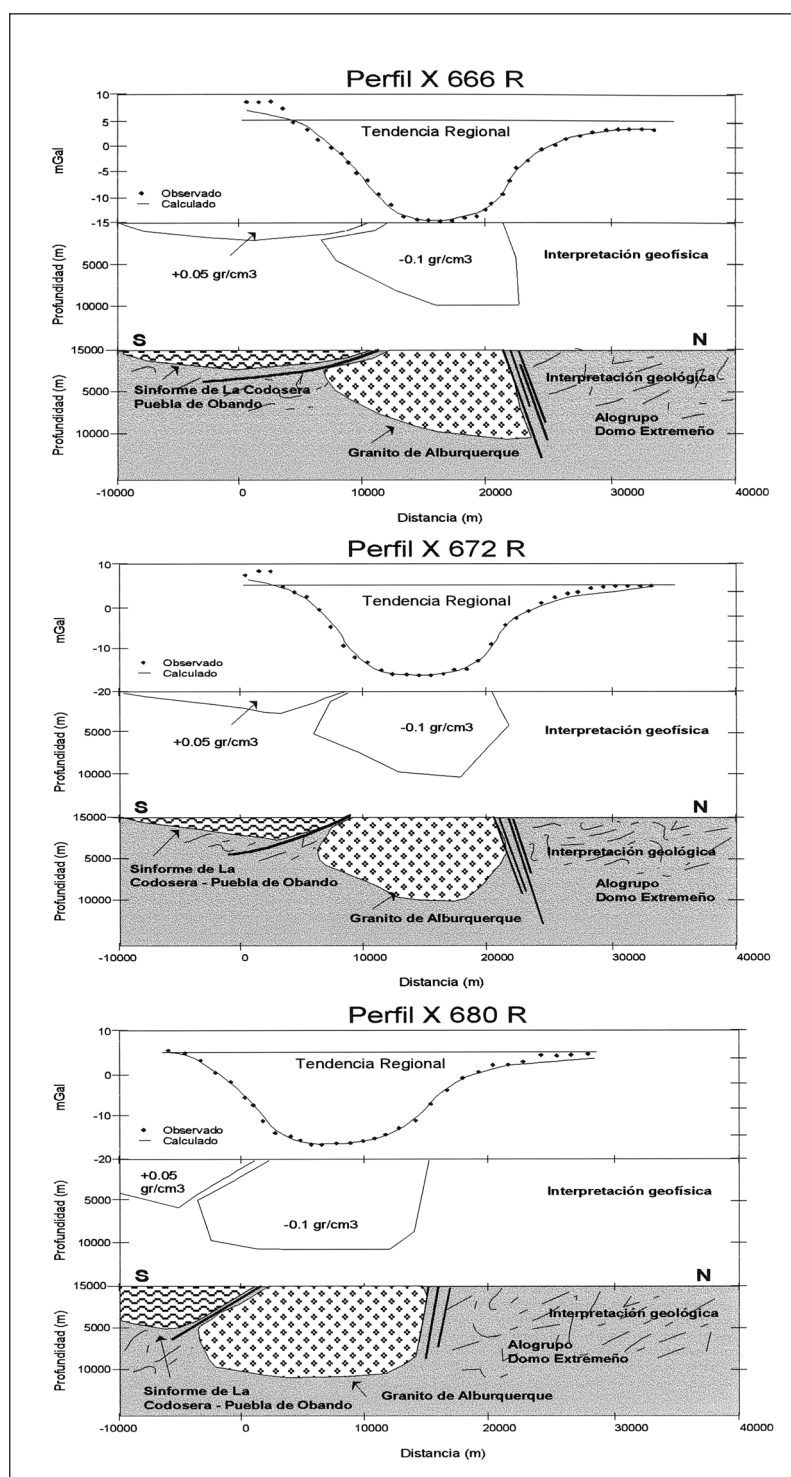 Perfil X 666 R
10
5
0
-5
-10
-15
mGal
Tendencia Regional
Observado
Calculado
5000
10000
15000
Profundidad (m)
+0.05 gr/cm3
-0.1 gr/cm3
Interpretación geofísica
S
N
5000
10000
Profundidad (m)
Sinforme de La Codosera
Puebla de Obando
Granito de Alburquerque
Interpretación geológica
Alogrupo
Domo Extremeño
-10000
0
10000
20000
30000
40000
Distancia (m)
Perfil X 672 R
10
0
-10
-20
mGal
Tendencia Regional
Observado
Calculado
5000
10000
15000
Profundidad (m)
+0.05 gr/cm3
-0.1 gr/cm3
Interpretación geofísica
S
N
5000
10000
Profundidad (m)
Sinforme de La
Codosera - Puebla de Obando
Granito de Alburquerque
Interpretación geológica
Alogrupo
Domo Extremeño
-10000
0
10000
20000
30000
40000
Distancia (m)
Perfil X 680 R
10
0
-10
-20
mGal
Tendencia Regional
Observado
Calculado
5000
10000
15000
Profundidad (m)
+0.05
gr/cm3
-0.1 gr/cm3
Interpretación geofísica
S
N
5000
10000
Profundidad (m)
Sinforme de La
Codosera - Puebla de Obando
Granito de Alburquerque
Interpretación geológica
Alogrupo
Domo Extremeño
-10000
0
10000
20000
30000
40000
Distancia (m)